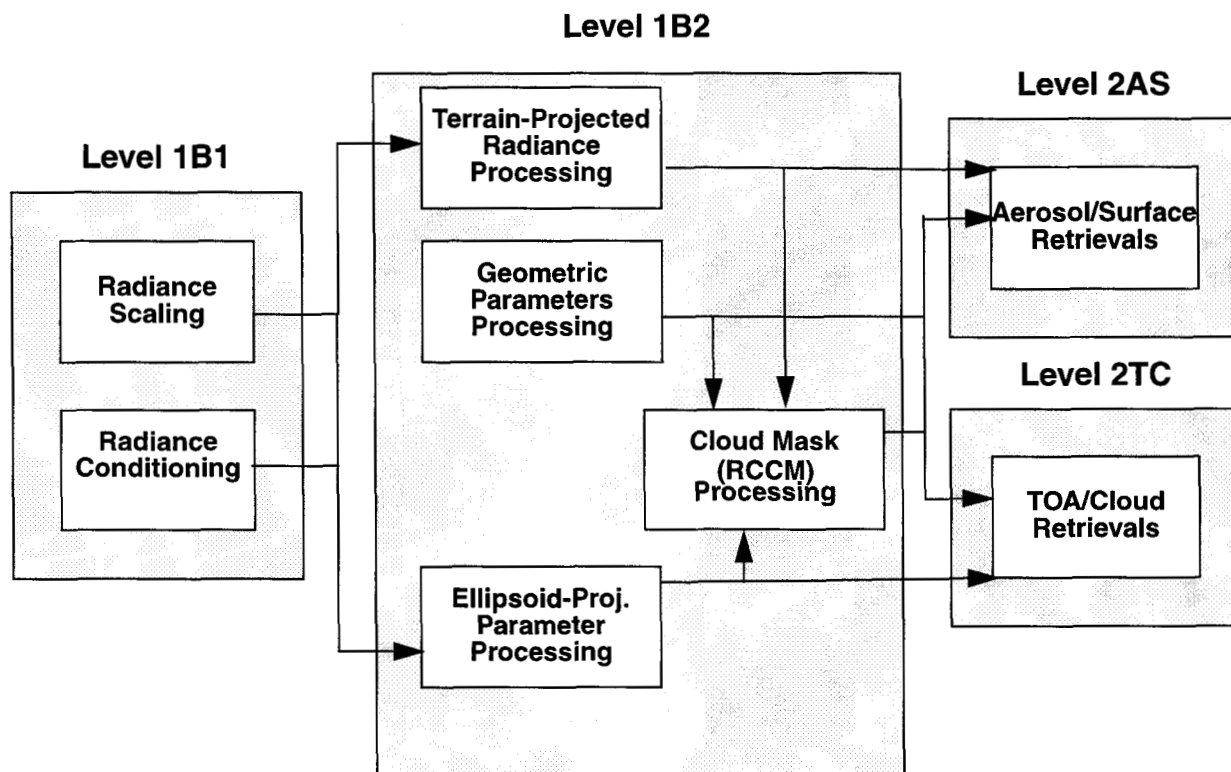 Level 1B2
Level 2AS
Level 1B1
Terrain-Projected
Radiance
Processing
Aerosol/Surface
Retrievals
Radiance
Scaling
Geometric
Parameters
Processing
Level 2TC
Radiance
Conditioning
Cloud Mask
(RCCM)
Processing
TOA/Cloud
Retrievals
Ellipsoid-Proj.
Parameter
Processing